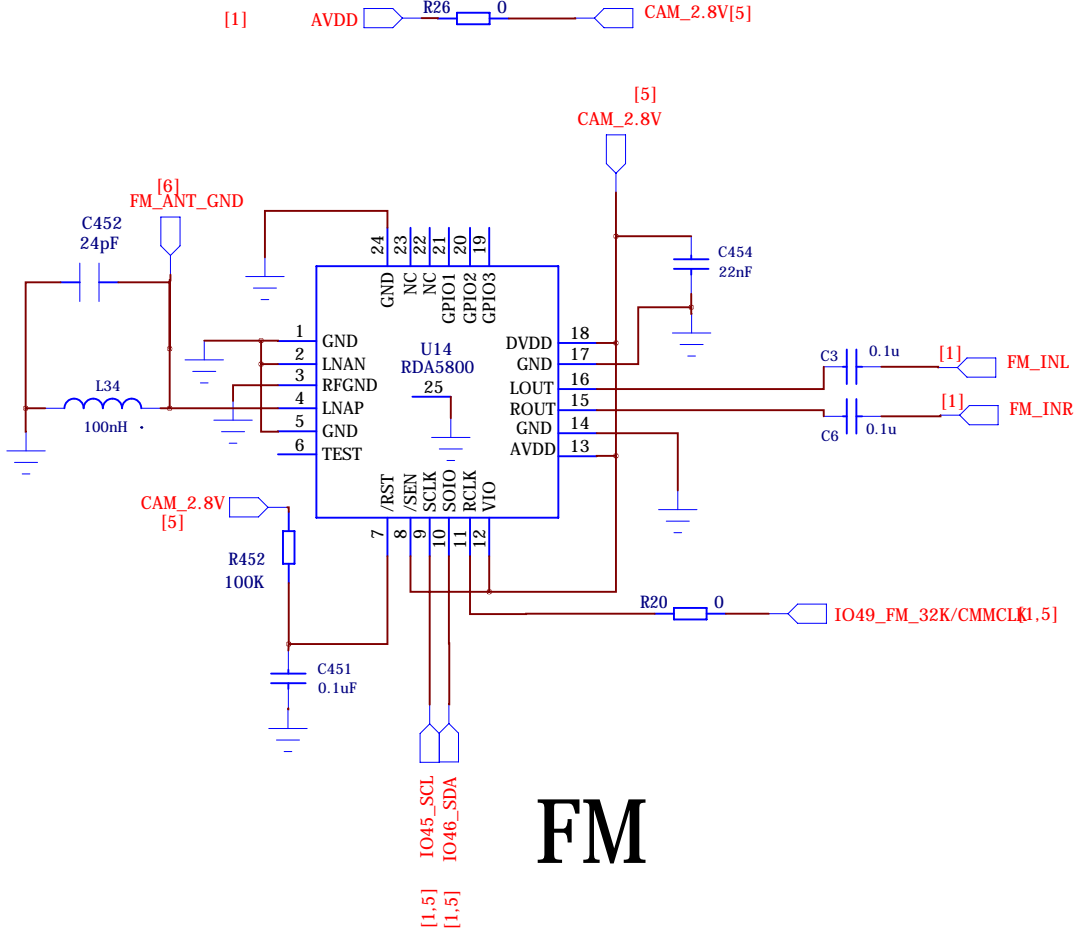 [1]
AVDD
R26
0
CAM_2.8V[5]
[5]
CAM_2.8V
[6]
FM_ANT_GND
C452
24pF
24
23
22
21
20
19
GND
NC
NC
GPIO1
GPIO2
GPIO3
C454
22nF
1
GND
2
LNAN
3
RFGND
4
LNAP
5
GND
6
TEST
U14
RDA5800
25
DVDD
18
GND
17
LOUT
16
ROUT
15
GND
14
AVDD
13
C3
0.1u
[1]
FM_INL
C6
0.1u
[1]
FM_INR
L34
100nH
/RST
/SEN
SCLK
SOIO
RCLK
VIO
7
8
9
10
11
12
CAM_2.8V
[5]
R452
100K
C451
0.1uF
R20
0
IO49_FM_32K/CMMCLK[1,5]
IO45_SCL
IO46_SDA
[1,5]
[1,5]
FM